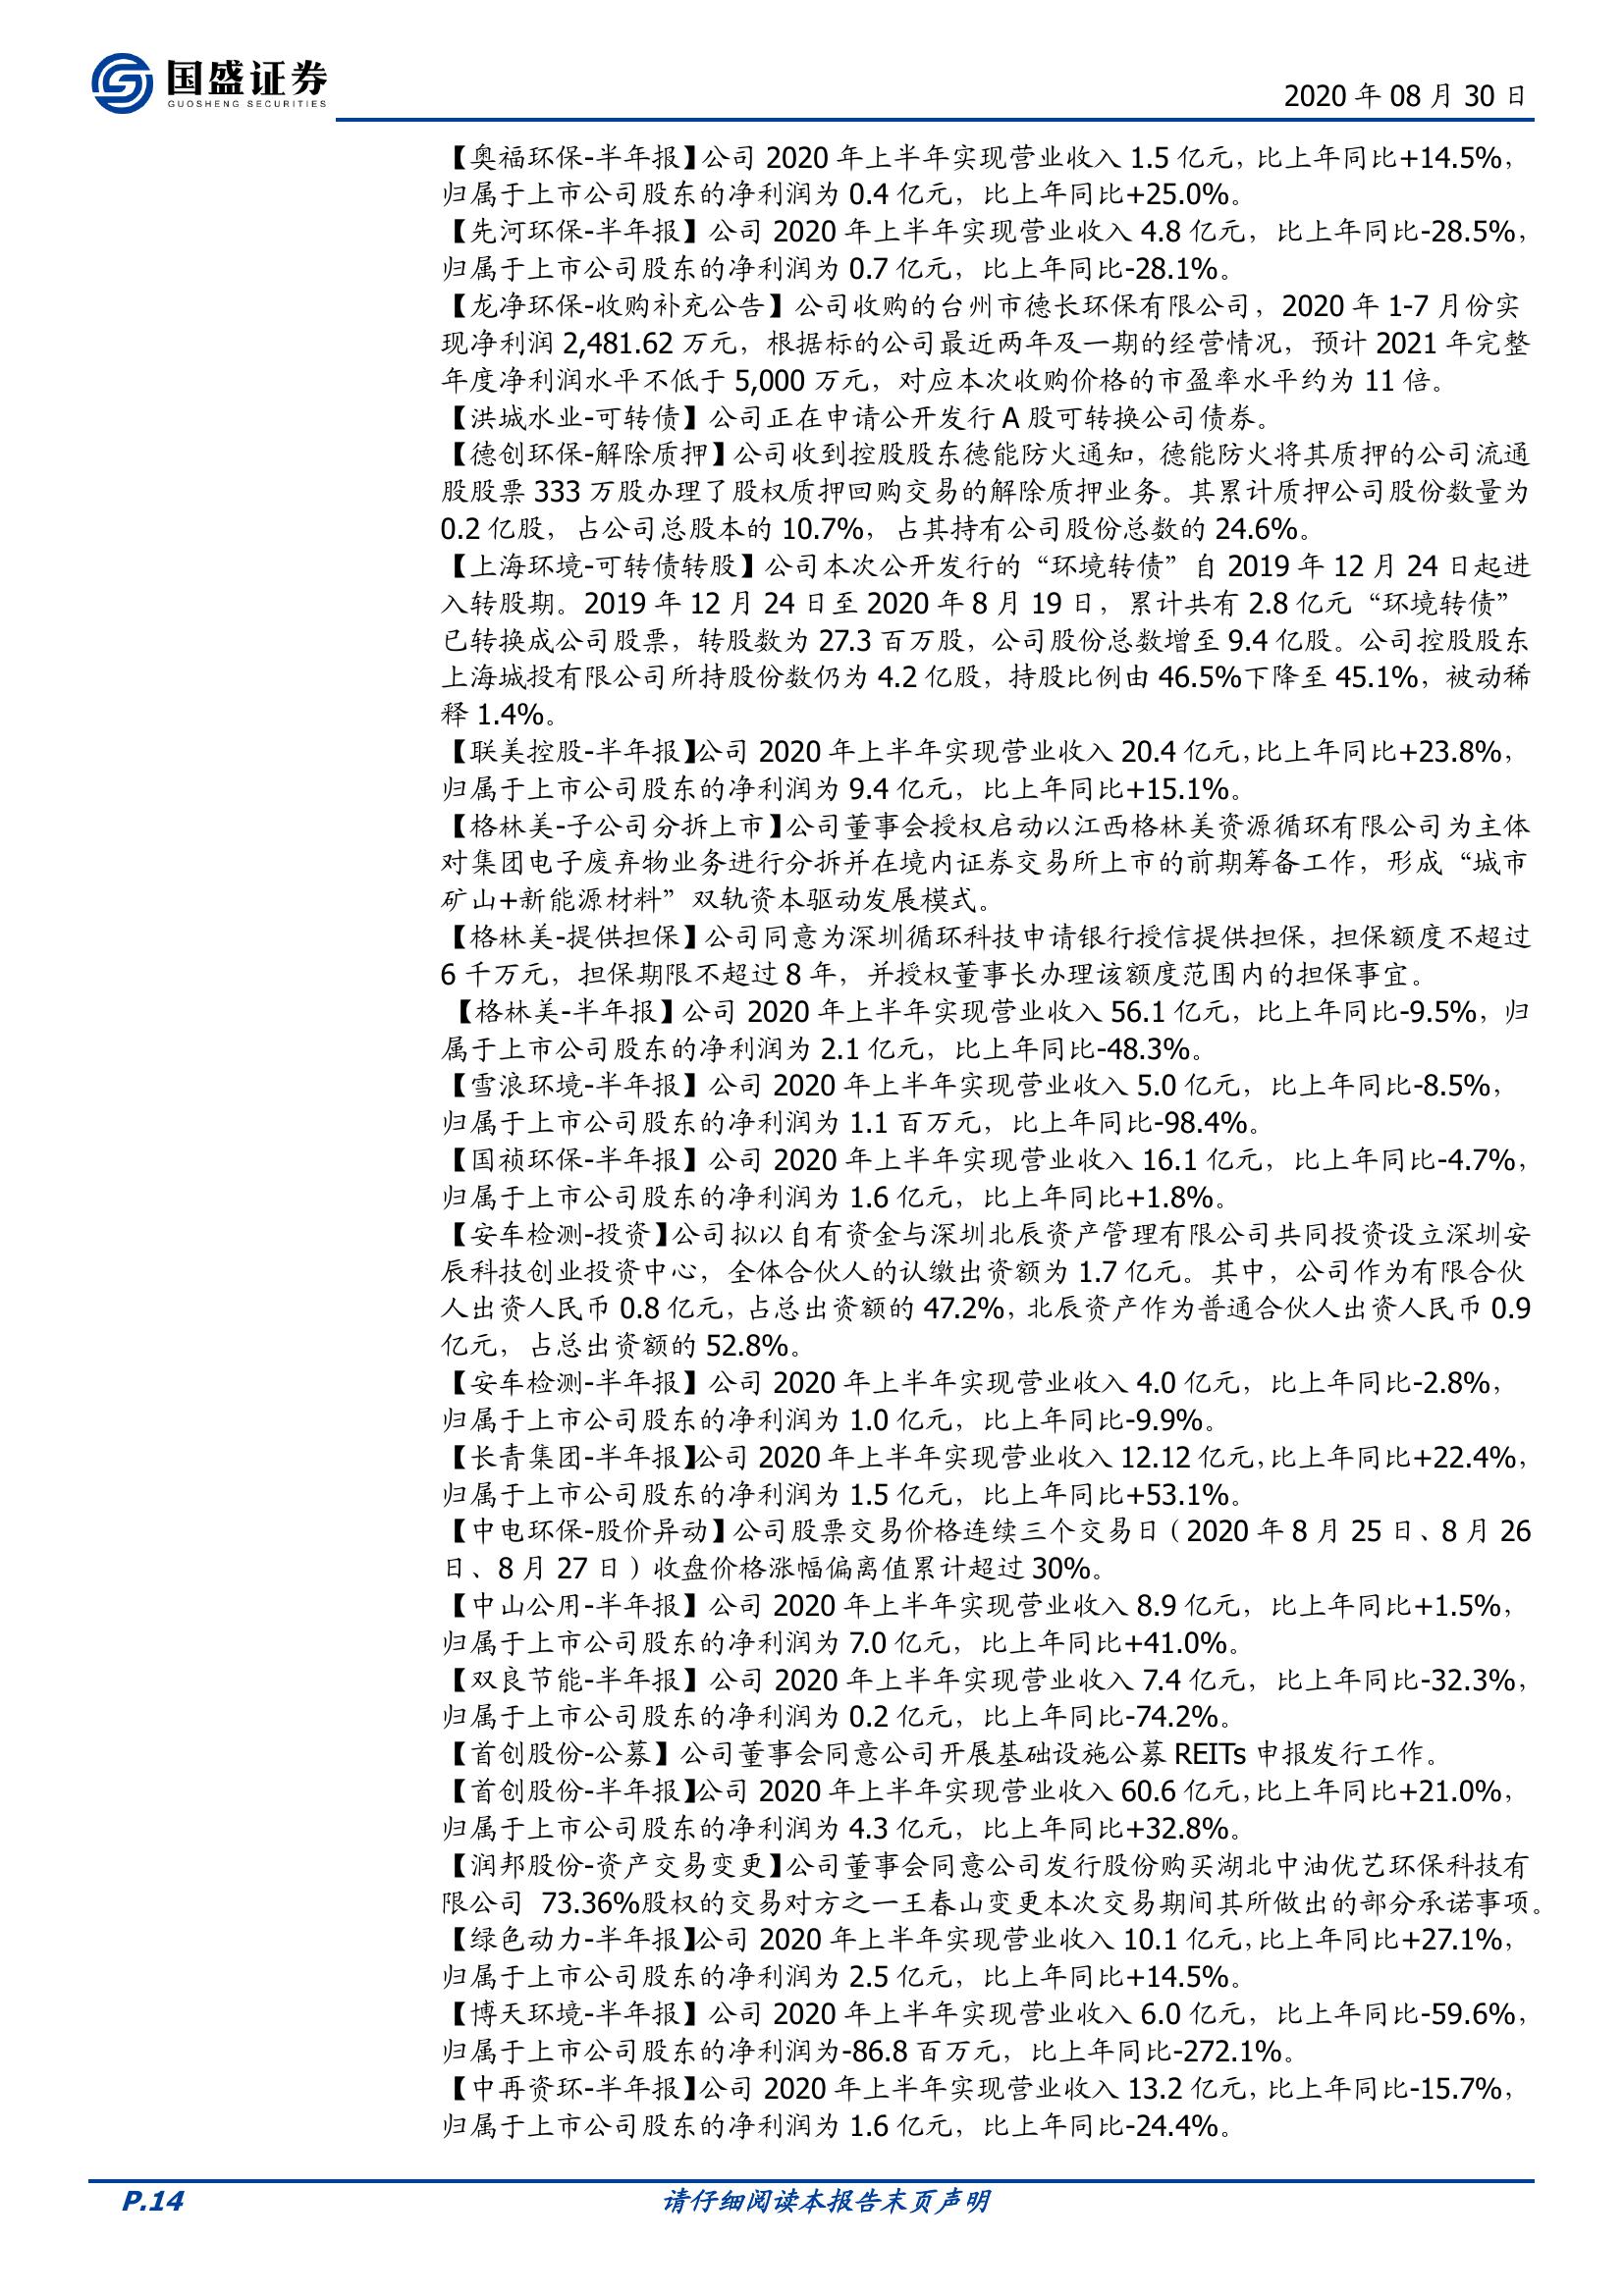 国盛证券
GUOSHENG SECURITIES
2020 年 08 月 30 日
【奥福环保-半年报】公司 2020 年上半年实现营业收入 1.5 亿元，比上年同比+14.5%，
归属于上市公司股东的净利润为 0.4 亿元，比上年同比+25.0%。
【先河环保-半年报】公司 2020 年上半年实现营业收入 4.8 亿元，比上年同比-28.5%，
归属于上市公司股东的净利润为 0.7 亿元，比上年同比-28.1%。
【龙净环保-收购补充公告】公司收购的台州市德长环保有限公司，2020 年 1-7 月份实
现净利润 2,481.62 万元，根据标的公司最近两年及一期的经营情况，预计 2021 年完整
年度净利润水平不低于 5,000 万元，对应本次收购价格的市盈率水平约为 11 倍。
【洪城水业-可转债】公司正在申请公开发行 A 股可转换公司债券。
【德创环保-解除质押】公司收到控股股东德能防火通知，德能防火将其质押的公司流通
股股票 333 万股办理了股权质押回购交易的解除质押业务。其累计质押公司股份数量为
0.2 亿股，占公司总股本的 10.7%，占其持有公司股份总数的 24.6%。
【上海环境-可转债转股】公司本次公开发行的“环境转债”自 2019 年 12 月 24 日起进
入转股期。2019 年 12 月 24 日至 2020 年 8 月 19 日，累计共有 2.8 亿元“环境转债”
已转换成公司股票，转股数为 27.3 百万股，公司股份总数增至 9.4 亿股。公司控股股东
上海城投有限公司所持股份数仍为 4.2 亿股，持股比例由 46.5%下降至 45.1%，被动稀
释 1.4%。
【联美控股-半年报】公司 2020 年上半年实现营业收入 20.4 亿元，比上年同比+23.8%，
归属于上市公司股东的净利润为 9.4 亿元，比上年同比+15.1%。
【格林美-子公司分拆上市】公司董事会授权启动以江西格林美资源循环有限公司为主体
对集团电子废弃物业务进行分拆并在境内证券交易所上市的前期筹备工作，形成“城市
矿山+新能源材料”双轨资本驱动发展模式。
【格林美-提供担保】公司同意为深圳循环科技申请银行授信提供担保，担保额度不超过
6 千万元，担保期限不超过 8 年，并授权董事长办理该额度范围内的担保事宜。
【格林美-半年报】公司 2020 年上半年实现营业收入 56.1 亿元，比上年同比-9.5%，归
属于上市公司股东的净利润为 2.1 亿元，比上年同比-48.3%。
【雪浪环境-半年报】公司 2020 年上半年实现营业收入 5.0 亿元，比上年同比-8.5%，
归属于上市公司股东的净利润为 1.1 百万元，比上年同比-98.4%。
【国祯环保-半年报】公司 2020 年上半年实现营业收入 16.1 亿元，比上年同比-4.7%，
归属于上市公司股东的净利润为 1.6 亿元，比上年同比+1.8%。
【安车检测-投资】公司拟以自有资金与深圳北辰资产管理有限公司共同投资设立深圳安
辰科技创业投资中心，全体合伙人的认缴出资额为 1.7 亿元。其中，公司作为有限合伙
人出资人民币 0.8 亿元，占总出资额的 47.2%，北辰资产作为普通合伙人出资人民币 0.9
亿元，占总出资额的 52.8%。
【安车检测-半年报】公司 2020 年上半年实现营业收入 4.0 亿元，比上年同比-2.8%，
归属于上市公司股东的净利润为 1.0 亿元，比上年同比-9.9%。
【长青集团-半年报】公司 2020 年上半年实现营业收入 12.12 亿元，比上年同比+22.4%，
归属于上市公司股东的净利润为 1.5 亿元，比上年同比+53.1%。
【中电环保-股价异动】公司股票交易价格连续三个交易日（2020 年 8 月 25 日、8 月 26
日、8 月 27 日）收盘价格涨幅偏离值累计超过 30%。
【中山公用-半年报】公司 2020 年上半年实现营业收入 8.9 亿元，比上年同比+1.5%，
归属于上市公司股东的净利润为 7.0 亿元，比上年同比+41.0%。
【双良节能-半年报】公司 2020 年上半年实现营业收入 7.4 亿元，比上年同比-32.3%，
归属于上市公司股东的净利润为 0.2 亿元，比上年同比-74.2%。
【首创股份-公募】公司董事会同意公司开展基础设施公募 REITs 申报发行工作。
【首创股份-半年报】公司 2020 年上半年实现营业收入 60.6 亿元，比上年同比+21.0%，
归属于上市公司股东的净利润为 4.3 亿元，比上年同比+32.8%。
【润邦股份-资产交易变更】公司董事会同意公司发行股份购买湖北中油优艺环保科技有
限公司 73.36%股权的交易对方之一王春山变更本次交易期间其所做出的部分承诺事项。
【绿色动力-半年报】公司 2020 年上半年实现营业收入 10.1 亿元，比上年同比+27.1%，
归属于上市公司股东的净利润为 2.5 亿元，比上年同比+14.5%。
【博天环境-半年报】公司 2020 年上半年实现营业收入 6.0 亿元，比上年同比-59.6%，
归属于上市公司股东的净利润为-86.8 百万元，比上年同比-272.1%。
【中再资环-半年报】公司 2020 年上半年实现营业收入 13.2 亿元，比上年同比-15.7%，
归属于上市公司股东的净利润为 1.6 亿元，比上年同比-24.4%。
P.14
请仔细阅读本报告末页声明